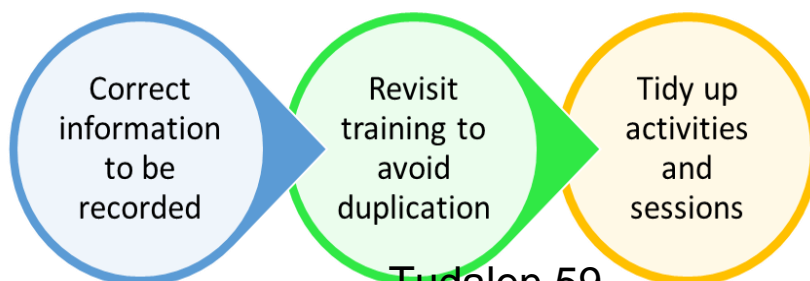 Correct
information
to be
recorded
Revisit
training to
avoid
duplication
Tidy up
activities
and
sessions
Tudalen 59